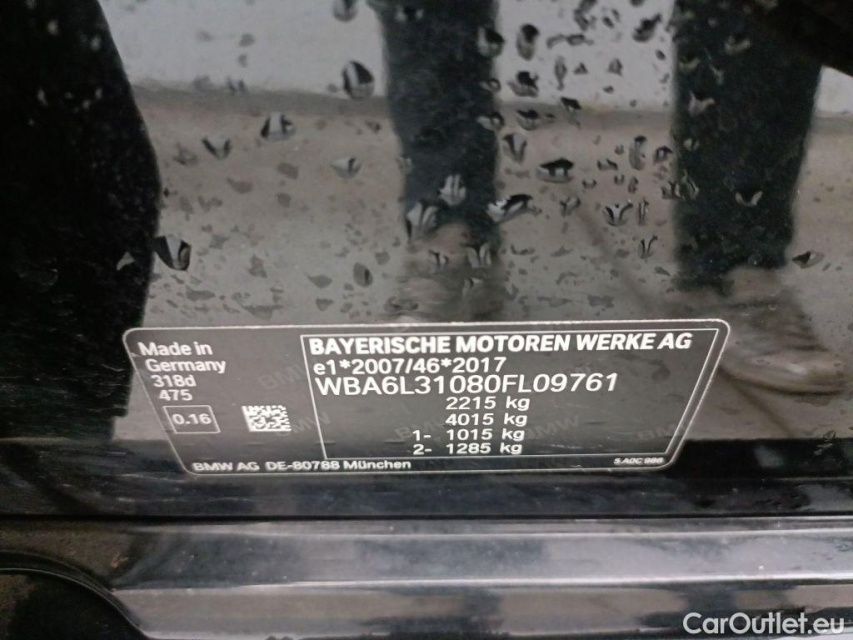 Made in
Germany
318d
475
0.16
BAYERISCHE MOTOREN WERKE AG
e1*2007/46*2017
WBA6L31080FL09761
2215 kg
4015 kg
1- 1015 kg
2- 1285 kg
BMW AG DE-80788 München
CarOutlet.eu